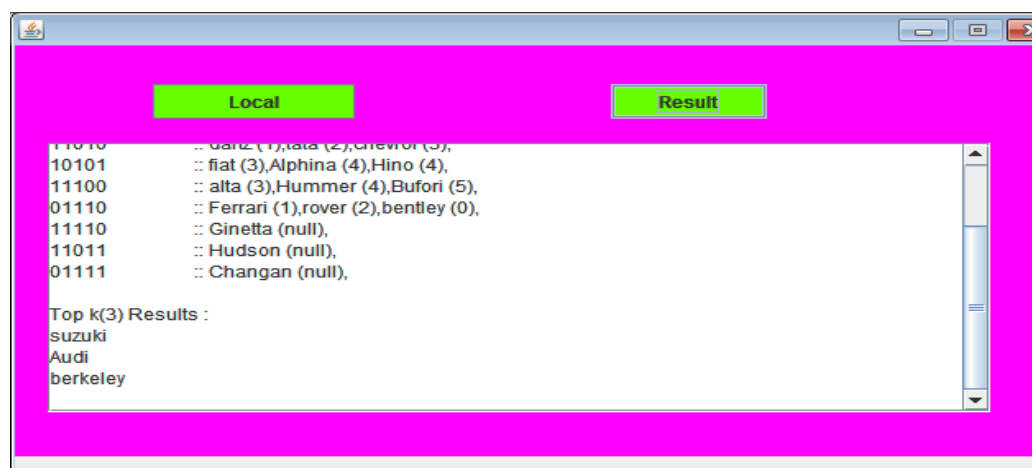 Local Result
:: tata (2),
10101 :: fiat (3),Alphina (4),Hino (4),
11100 :: alta (3),Hummer (4),Bufori (5),
01110 :: Ferrari (1),rover (2),bentley (0),
11110 :: Ginetta (null),
11011 :: Hudson (null),
01111 :: Changan (null),
Top k(3) Results :
suzuki
Audi
berkeley